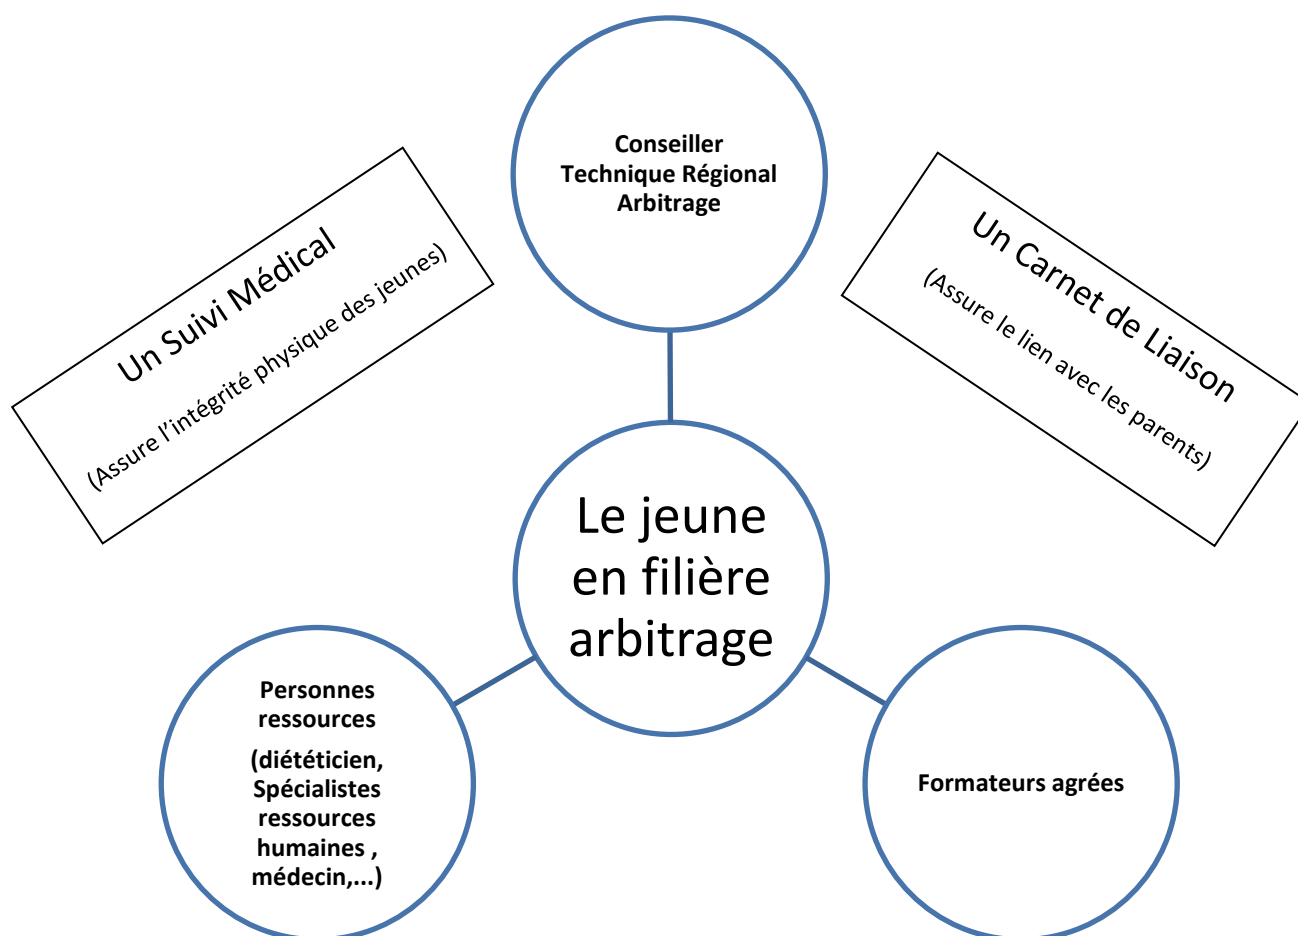 Conseiller
Technique Régional
Arbitrage
Un Suivi Médical
(Assure l’intégrité physique des jeunes)
Un Carnet de Liaison
(Assure le lien avec les parents)
Le jeune
en filière
arbitrage
Personnes
ressources
(diététicien,
Spécialistes
ressources
humaines ,
médecin,...)
Formateurs agrées